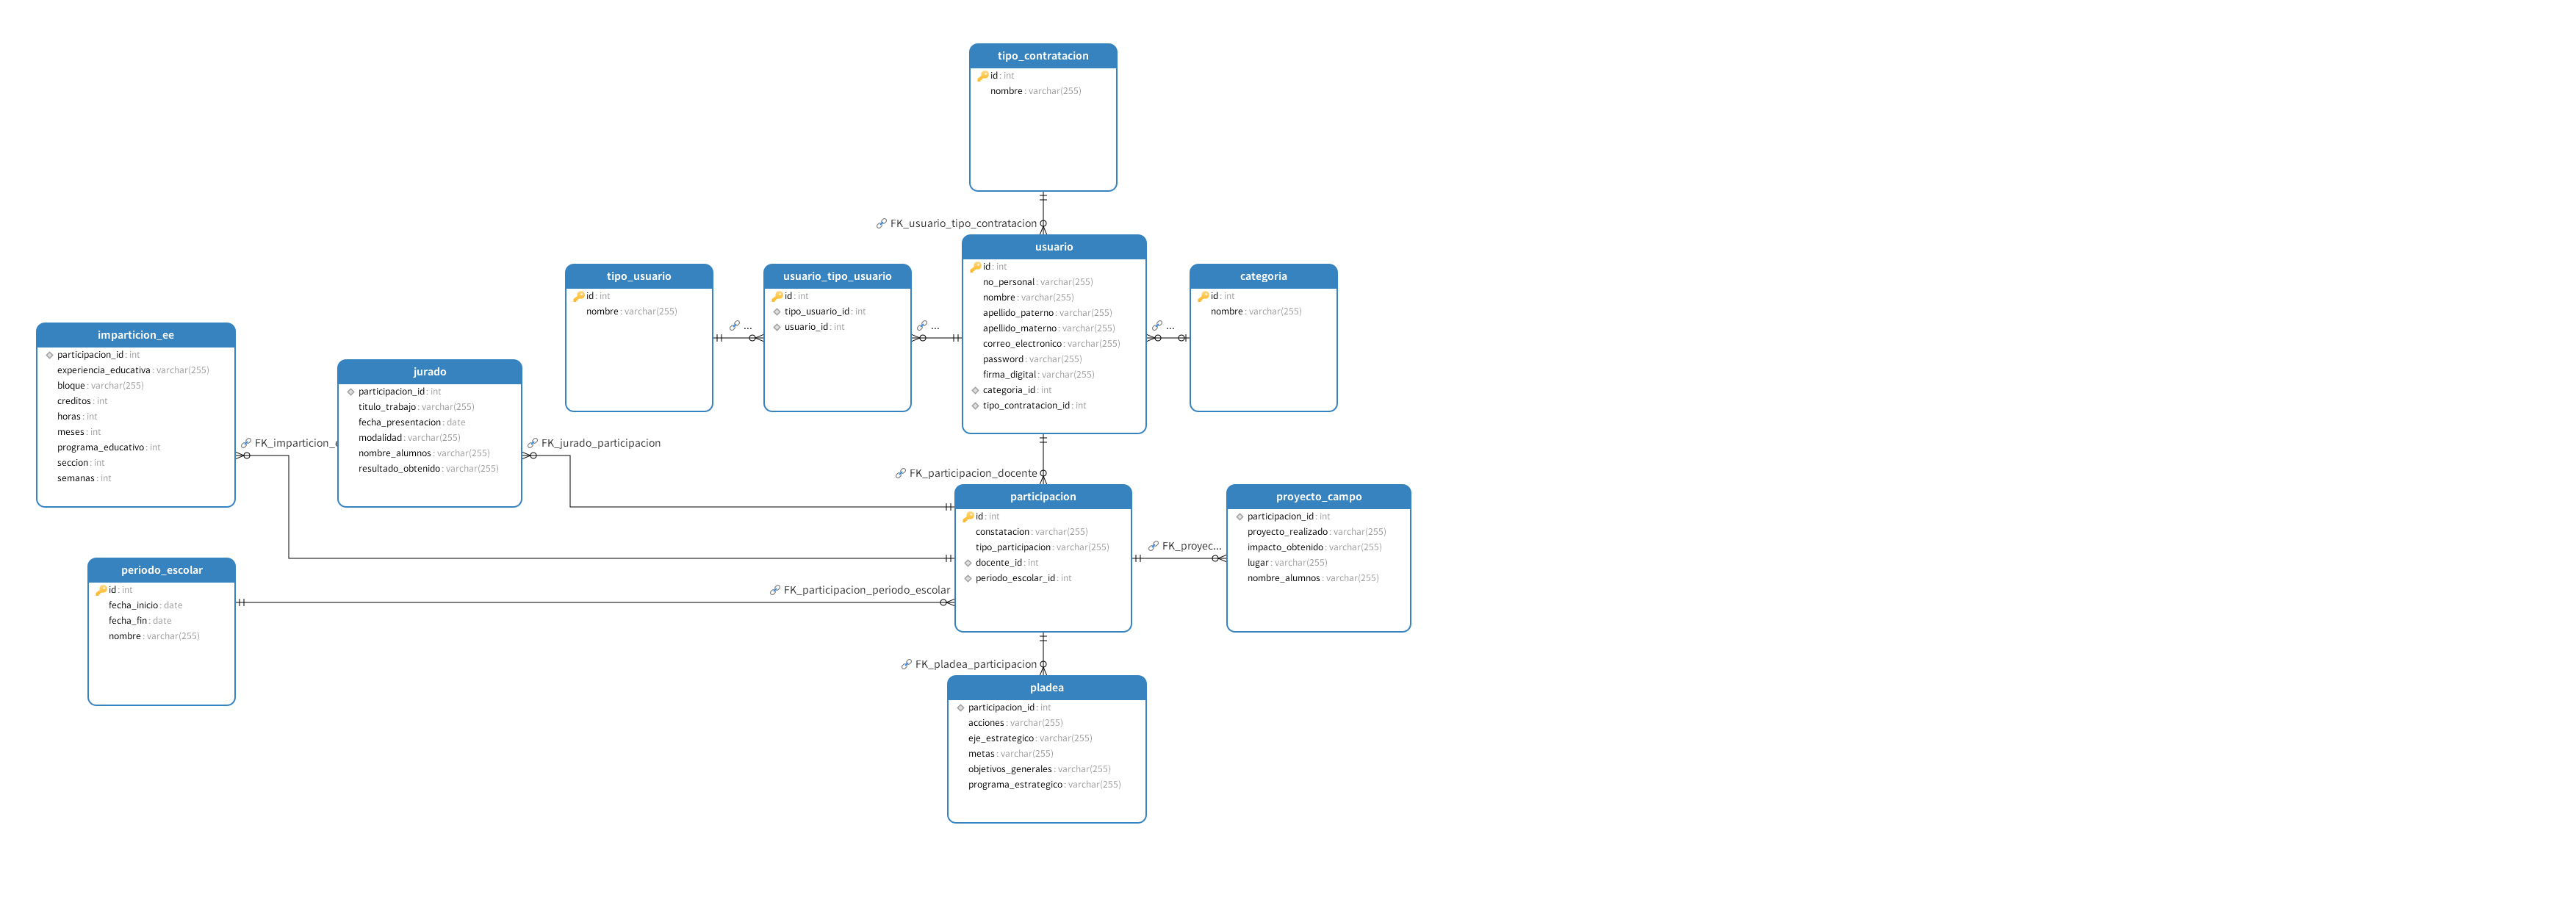 tipo_contratacion
id : int
nombre : varchar(255)
FK_usuario_tipo_contratacion
usuario
id : int
no_personal : varchar(255)
nombre : varchar(255)
apellido_paterno : varchar(255)
apellido_materno : varchar(255)
correo_electronico : varchar(255)
password : varchar(255)
firma_digital : varchar(255)
categoria_id : int
tipo_contratacion_id : int
tipo_usuario
id : int
nombre : varchar(255)
...
usuario_tipo_usuario
id : int
tipo_usuario_id : int
usuario_id : int
...
categoria
id : int
nombre : varchar(255)
...
imparticion_ee
participacion_id : int
experiencia_educativa : varchar(255)
bloque : varchar(255)
creditos : int
horas : int
meses : int
programa_educativo : int
seccion : int
semanas : int
FK_imparticion_
jurado
participacion_id : int
titulo_trabajo : varchar(255)
fecha_presentacion : date
modalidad : varchar(255)
nombre_alumnos : varchar(255)
resultado_obtenido : varchar(255)
FK_jurado_participacion
FK_participacion_docente
participacion
id : int
constatacion : varchar(255)
tipo_participacion : varchar(255)
docente_id : int
periodo_escolar_id : int
FK_proyec...
proyecto_campo
participacion_id : int
proyecto_realizado : varchar(255)
impacto_obtenido : varchar(255)
lugar : varchar(255)
nombre_alumnos : varchar(255)
periodo_escolar
id : int
fecha_inicio : date
fecha_fin : date
nombre : varchar(255)
FK_participacion_periodo_escolar
FK_pladea_participacion
pladea
participacion_id : int
acciones : varchar(255)
eje_estrategico : varchar(255)
metas : varchar(255)
objetivos_generales : varchar(255)
programa_estrategico : varchar(255)